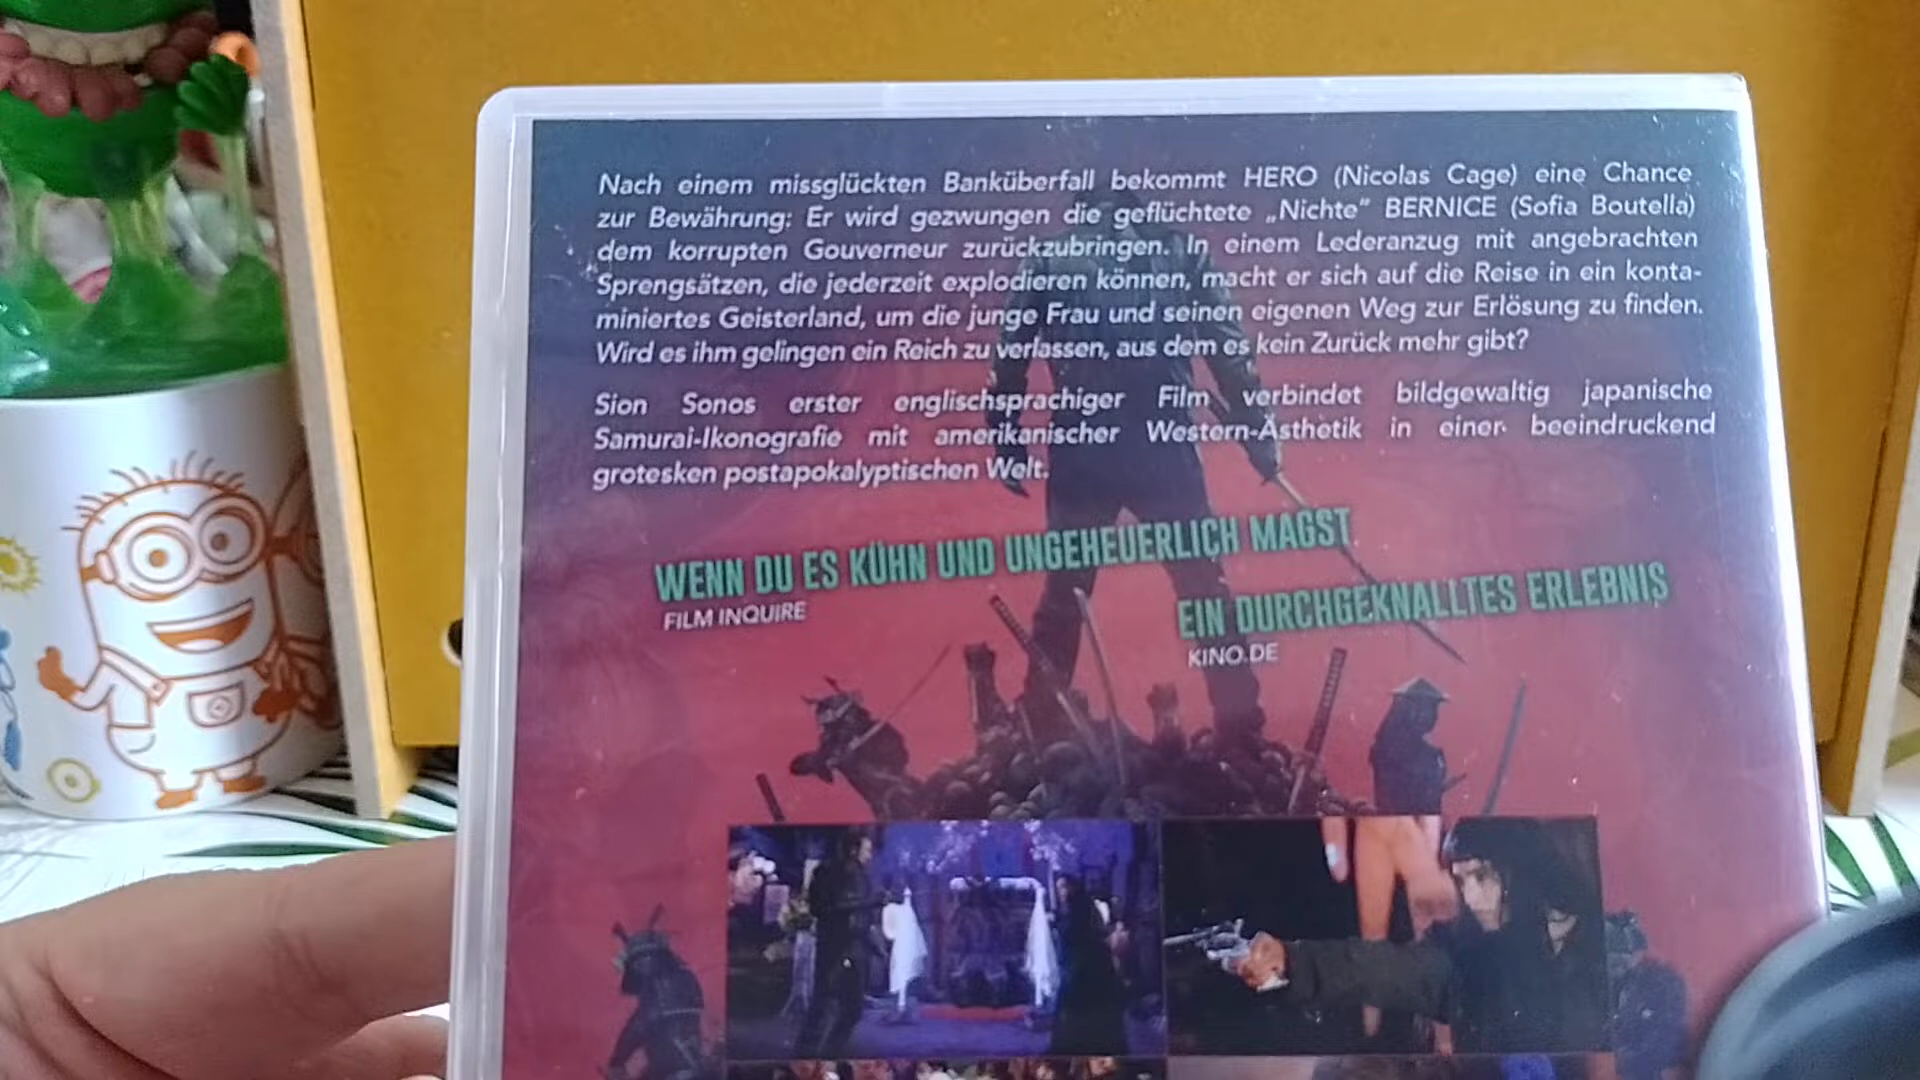 Nach einem missglückten Banküberfall bekommt HERO (Nicolas Cage) eine Chance
zur Bewährung: Er wird gezwungen die geflüchtete „Nichte" BERNICE (Sofia Boutella)
dem korrupten Gouverneur zurückzubringen. In einem Lederanzug mit angebrachten
Sprengsätzen, die jederzeit explodieren können, macht er sich auf die Reise in ein konta-
miniertes Geisterland, um die junge Frau und seinen eigenen Weg zur Erlösung zu finden.
Wird es ihm gelingen ein Reich zu verlassen, aus dem es kein Zurück mehr gibt?
Sion Sonos erster englischsprachiger Film verbindet bildgewaltig japanische
Samurai-Ikonografie mit amerikanischer Western-Ästhetik in einer beeindruckend
grotesken postapokalyptischen Welt.
WENN DU ES KÜHN UND UNGEHEUERLICH MAGST
FILM INQUIRE
EIN DURCHGEKNALLTES ERLEBNIS
KINO.DE